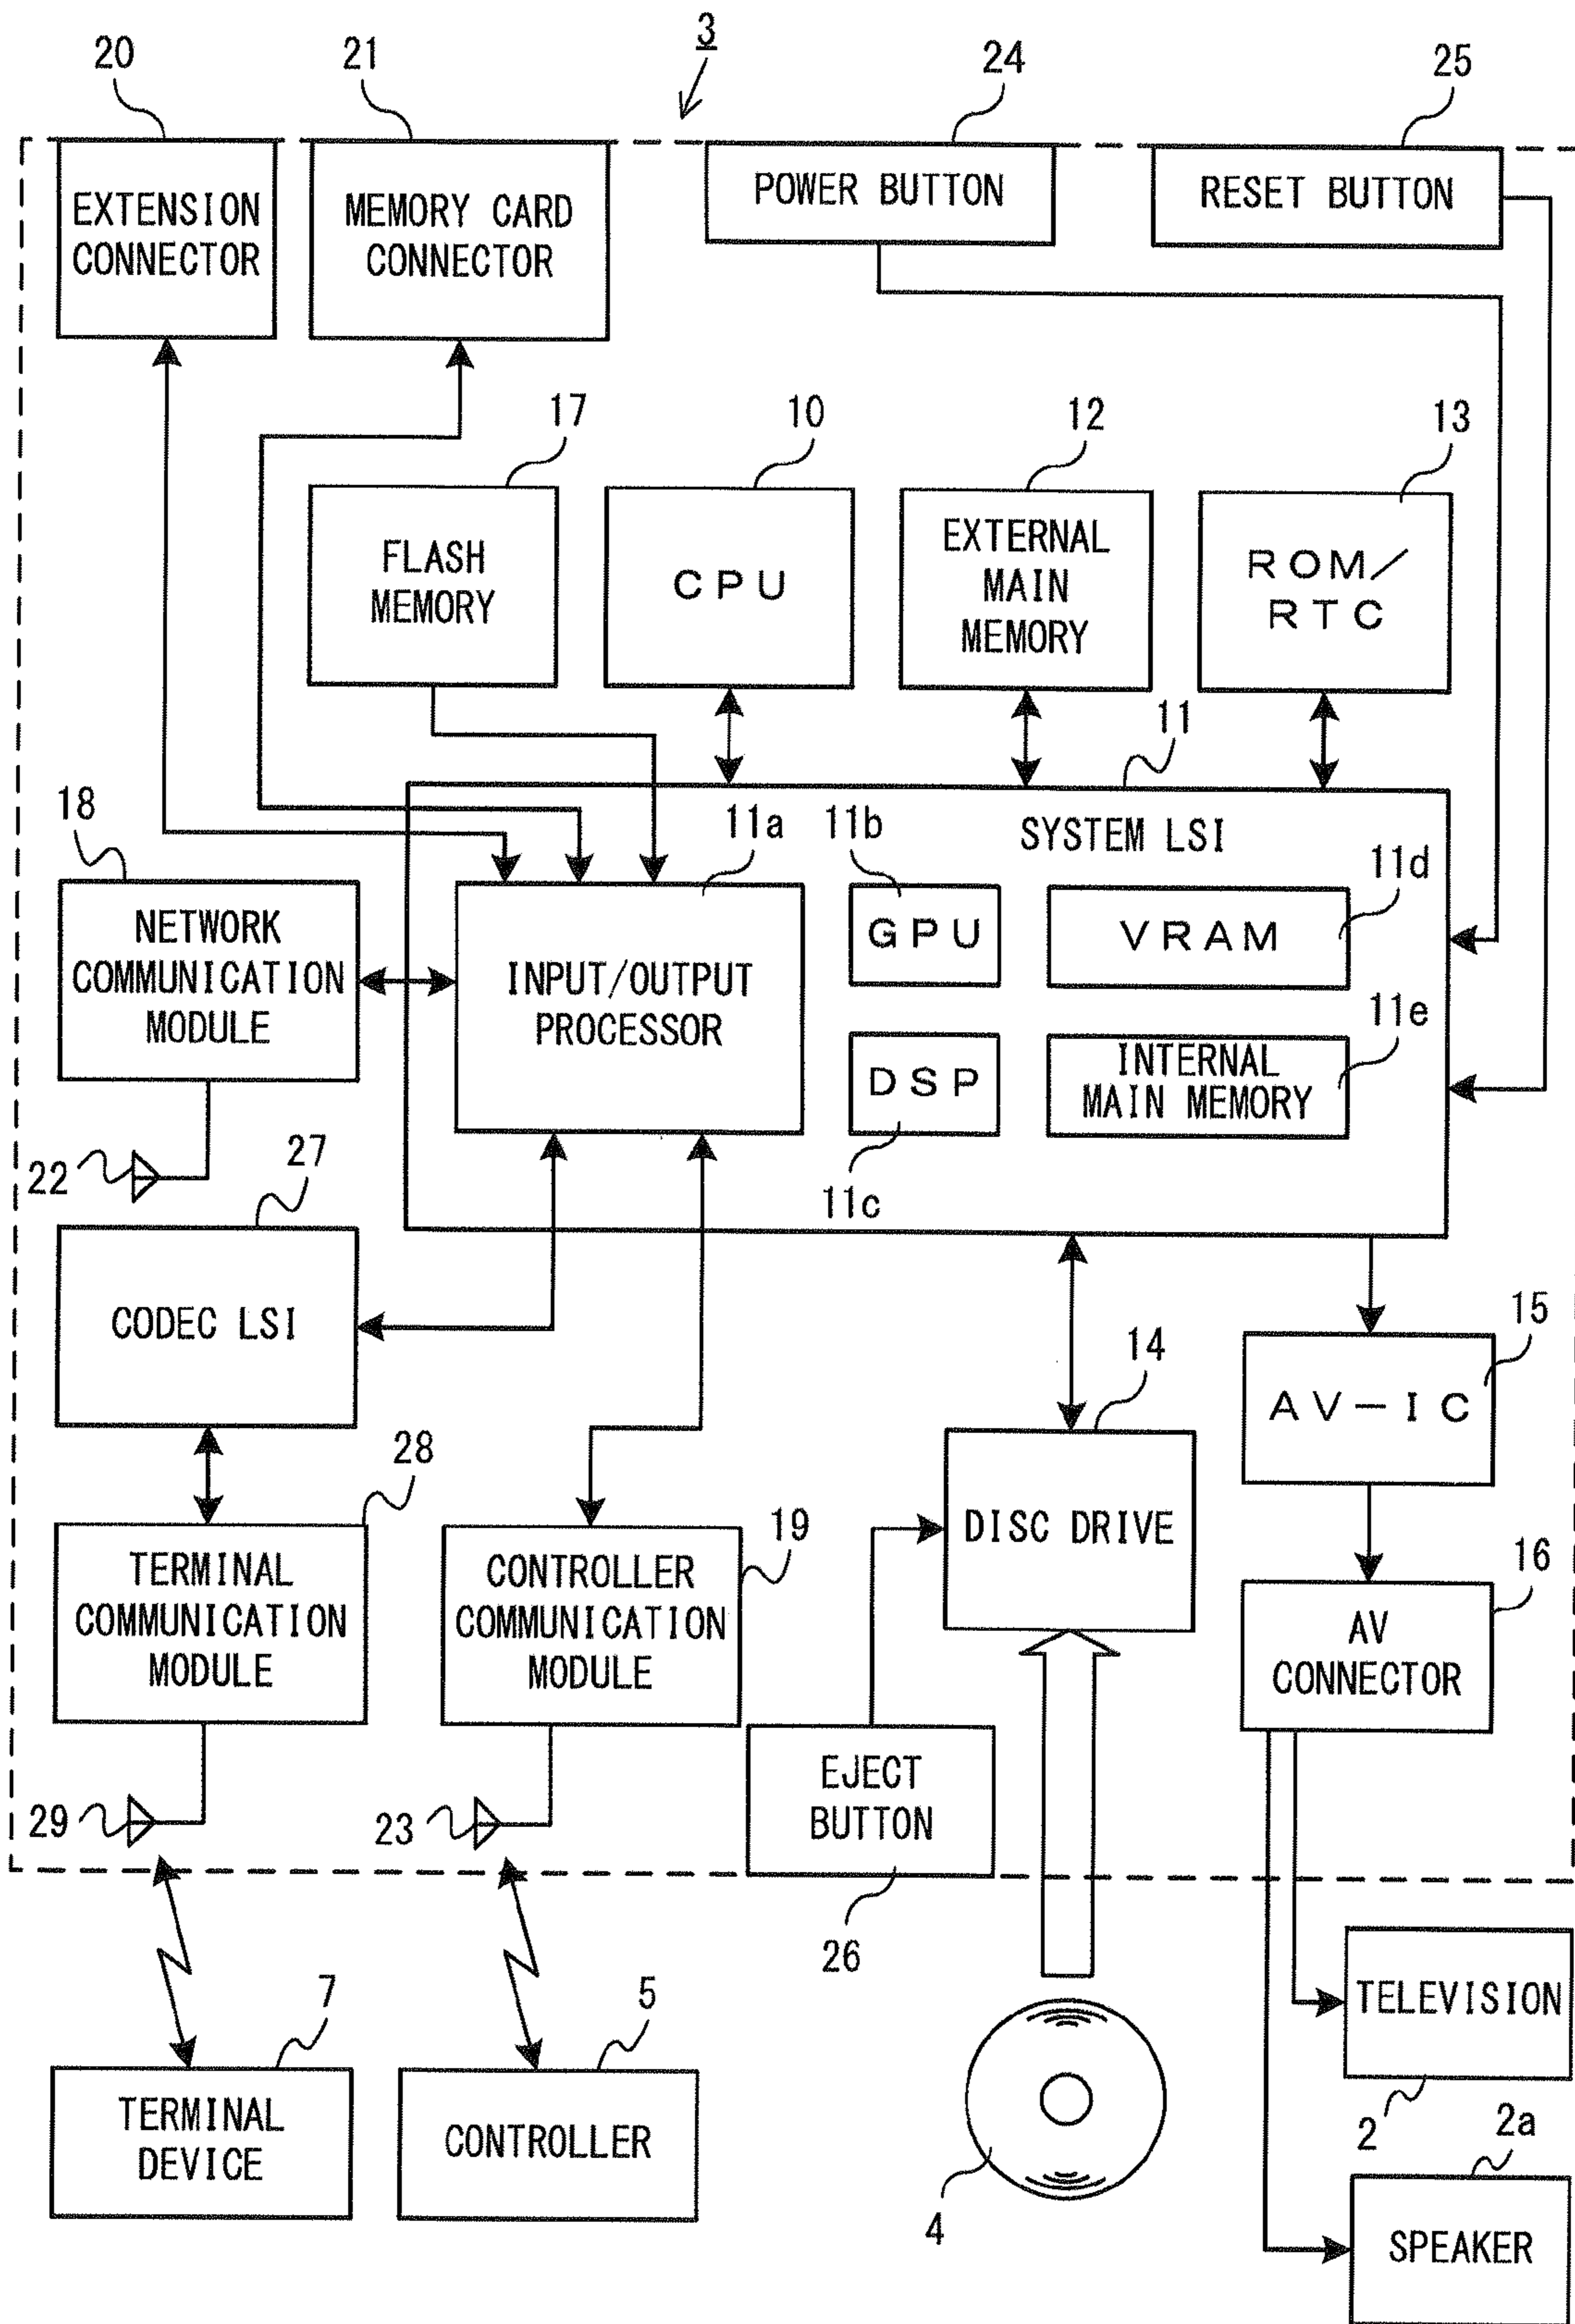 3
20
21
24
25
EXTENSION
CONNECTOR
MEMORY CARD
CONNECTOR
POWER BUTTON
RESET BUTTON
17
10
12
13
FLASH
MEMORY
CPU
EXTERNAL
MAIN
MEMORY
ROM/
RTC
11
18
11a
11b
SYSTEM LSI
11d
NETWORK
COMMUNICATION
MODULE
INPUT/OUTPUT
PROCESSOR
GPU
VRAM
11e
DSP
INTERNAL
MAIN MEMORY
22
27
11c
CODEC LSI
14
15
AV-IC
28
19
DISC DRIVE
16
TERMINAL
COMMUNICATION
MODULE
CONTROLLER
COMMUNICATION
MODULE
AV
CONNECTOR
29
23
EJECT
BUTTON
26
7
5
TELEVISION
2
2a
TERMINAL
DEVICE
CONTROLLER
4
SPEAKER